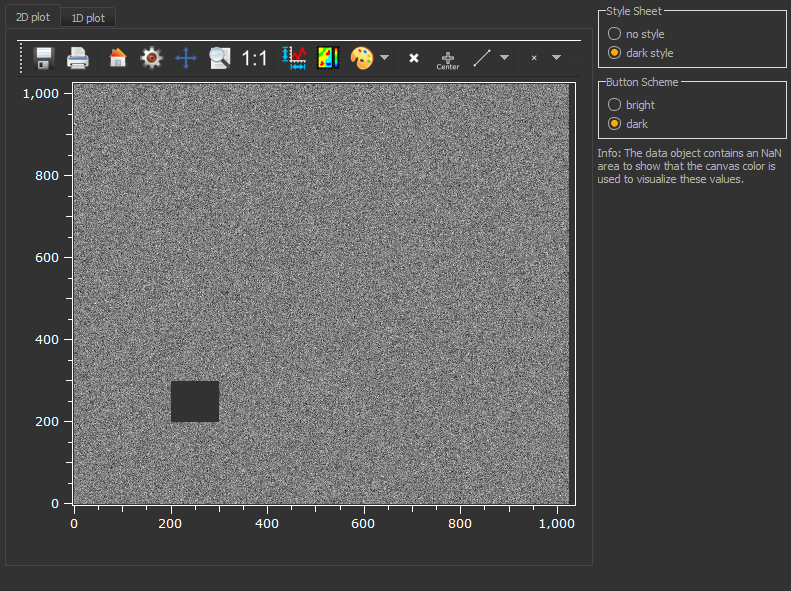 2D plot
1D plot
1:1
Center
1,000
800
600
400
200
0
0
200
400
600
800
1,000
Style Sheet
no style
dark style
Button Scheme
bright
dark
Info: The data object contains an NaN
area to show that the canvas color is
used to visualize these values.